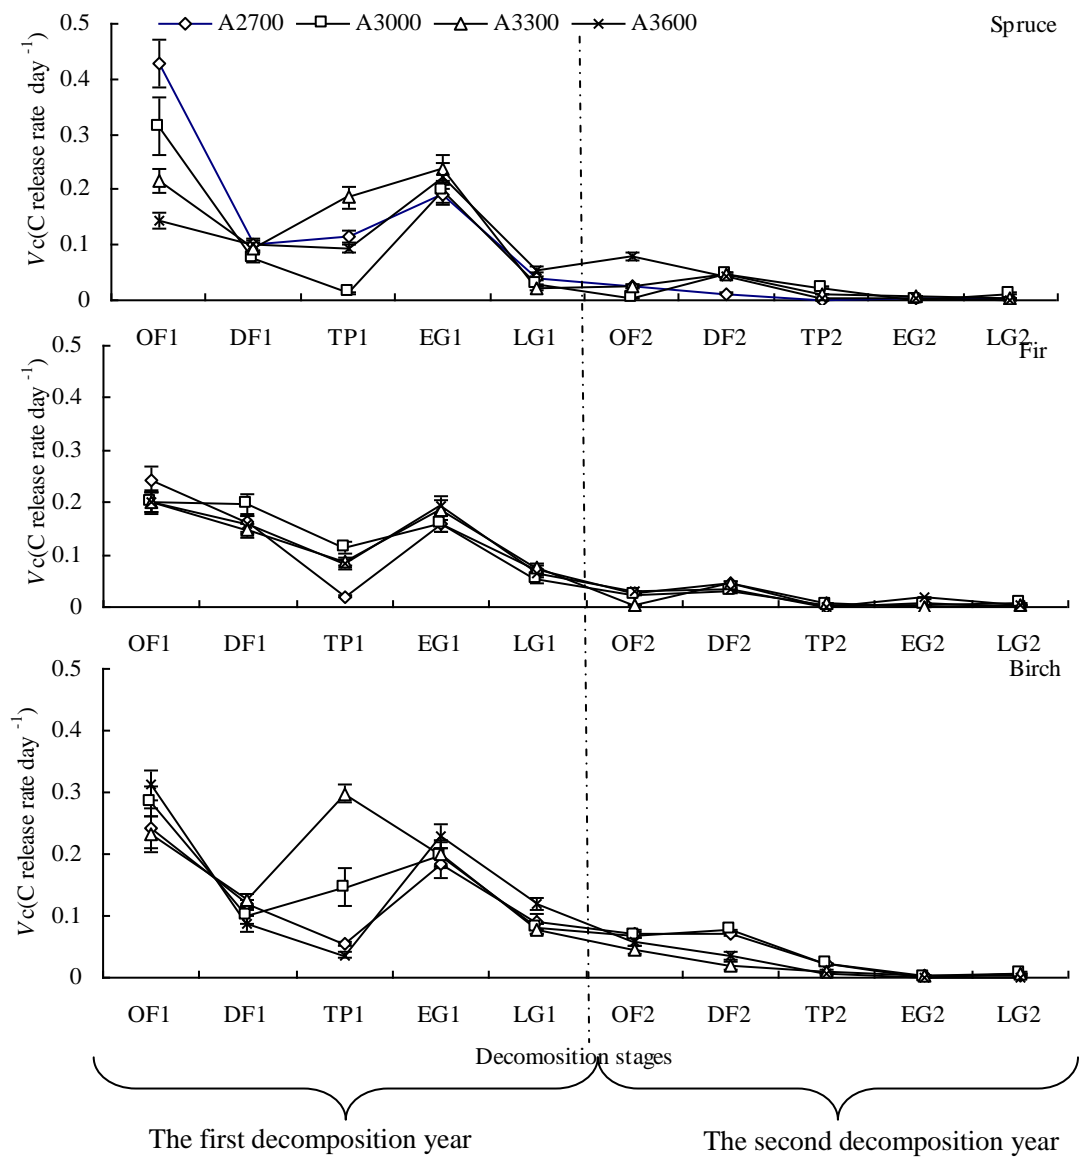 A2700 A3000 A3300 A3600
Spruce
Vc(C release rate day -1)
0.5
0.4
0.3
0.2
0.1
0
OF1 DF1 TP1 EG1 LG1 OF2 DF2 TP2 EG2 LG2
Fir
Vc(C release rate day -1)
0.5
0.4
0.3
0.2
0.1
0
OF1 DF1 TP1 EG1 LG1 OF2 DF2 TP2 EG2 LG2
Birch
Vc(C release rate day -1)
0.5
0.4
0.3
0.2
0.1
0
OF1 DF1 TP1 EG1 LG1 OF2 DF2 TP2 EG2 LG2
Decomosition stages
The first decomposition year
The second decomposition year